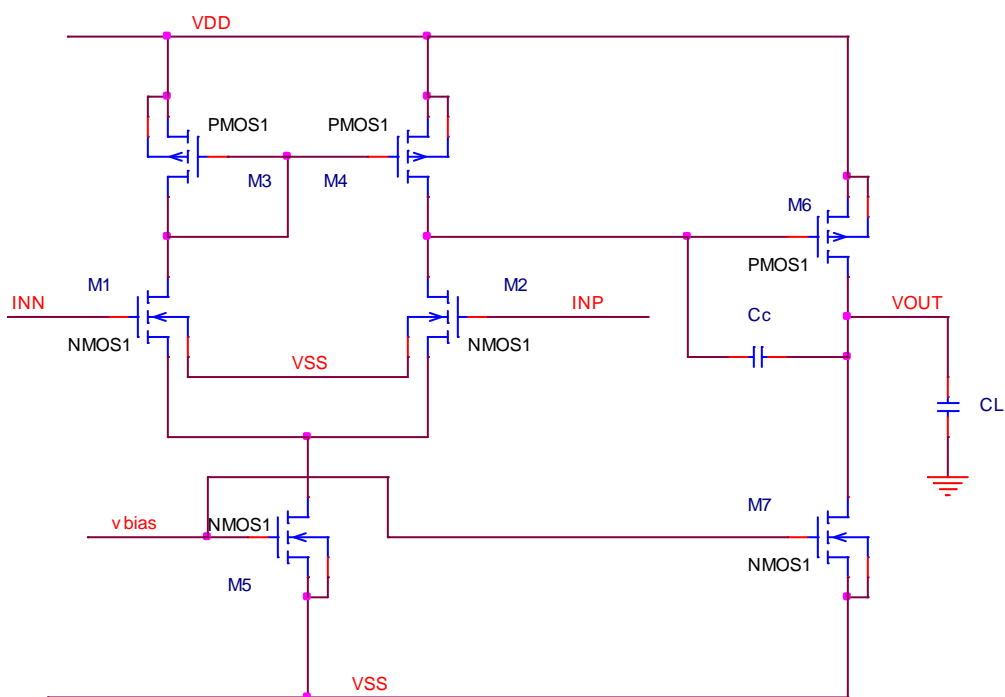 VDD
PMOS1 PMOS1
M3 M4
M6
PMOS1
M1 M2
INN INP VOUT
Cc
NMOS1 VSS NMOS1
CL
M7
vbias NMOS1
NMOS1
M5
VSS